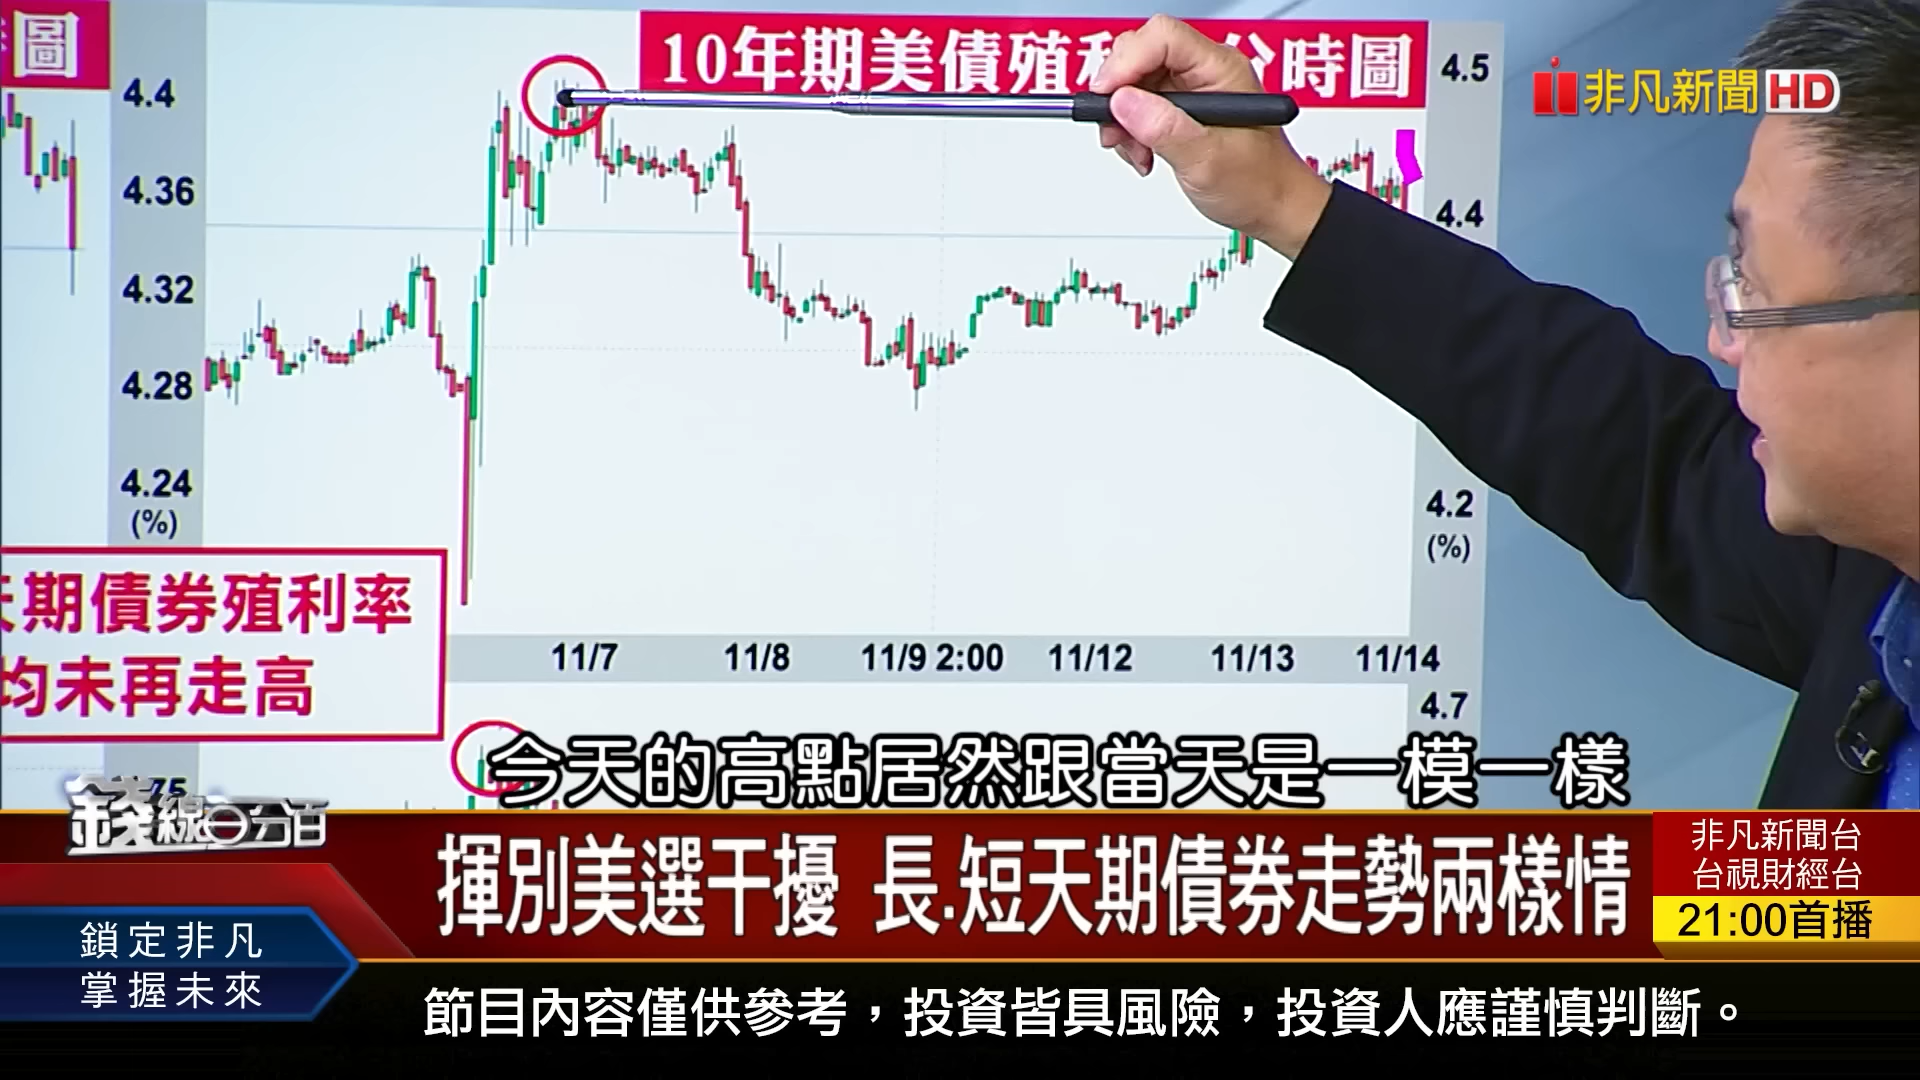 圖
10年期美債殖利
分時圖
4.5
非凡新聞HD
4.4
4.36
4.4
4.32
4.28
4.24
(%)
4.2
(%)
天期債券殖利率
均未再走高
11/7 11/8 11/9 2:00 11/12 11/13 11/14
4.7
75
今天的高點居然跟當天是一模一樣
錢線百分百
揮別美選干擾 長.短天期債券走勢兩樣情
非凡新聞台
台視財經台
21:00首播
鎖定非凡
掌握未來
節目內容僅供參考，投資皆具風險，投資人應謹慎判斷。